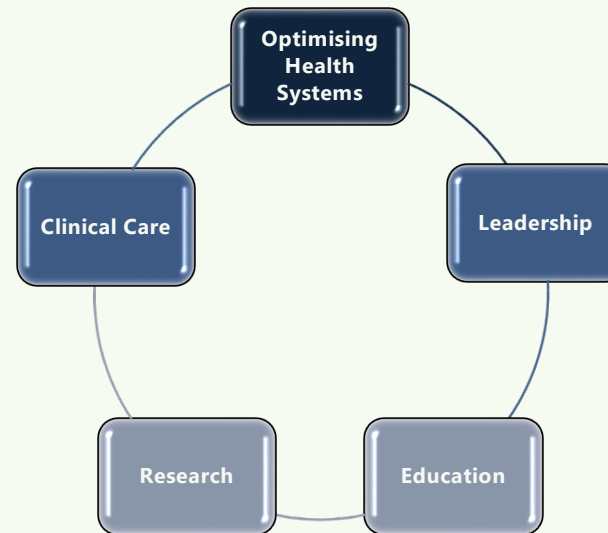 Optimising
Health
Systems
Clinical Care
Leadership
Research
Education